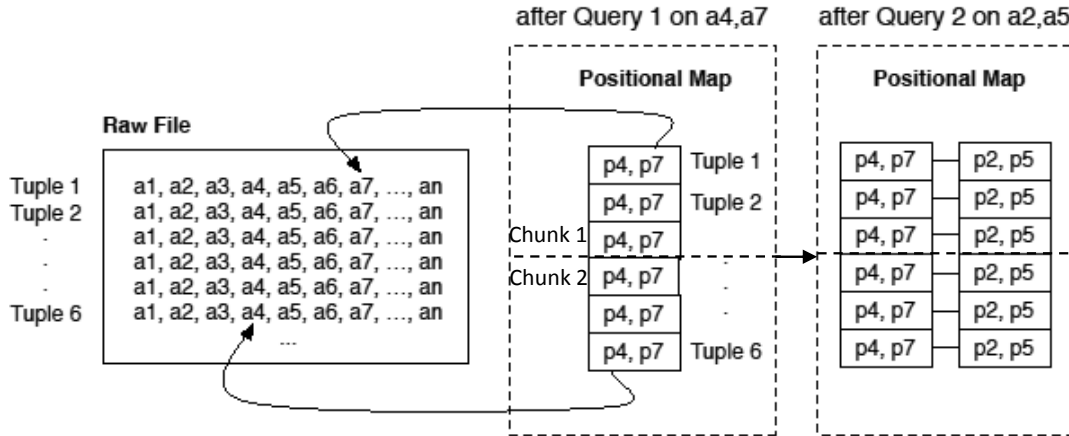 after Query 1 on a4,a7
after Query 2 on a2,a5
Positional Map
Positional Map
Raw File
Tuple 1
Tuple 2
.
.
.
Tuple 6
a1, a2, a3, a4, a5, a6, a7, ..., an
a1, a2, a3, a4, a5, a6, a7, ..., an
a1, a2, a3, a4, a5, a6, a7, ..., an
a1, a2, a3, a4, a5, a6, a7, ..., an
a1, a2, a3, a4, a5, a6, a7, ..., an
a1, a2, a3, a4, a5, a6, a7, ..., an
...
Chunk 1
Chunk 2
p4, p7
p4, p7
p4, p7
p4, p7
p4, p7
p4, p7
Tuple 1
Tuple 2
.
.
.
Tuple 6
p4, p7 p2, p5
p4, p7 p2, p5
p4, p7 p2, p5
p4, p7 p2, p5
p4, p7 p2, p5
p4, p7 p2, p5